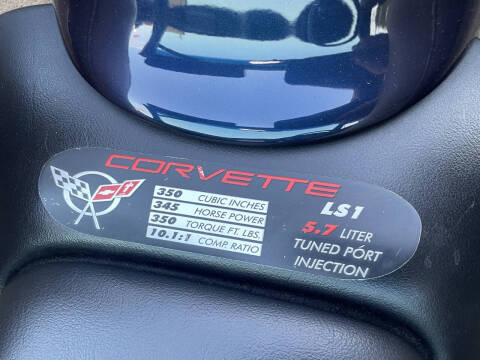 CORVETTE
350 CUBIC INCHES
345 HORSE POWER
350 TORQUE FT. LBS.
10.1:1 COMP. RATIO
LS1
5.7 LITER
TUNED PORT
INJECTION